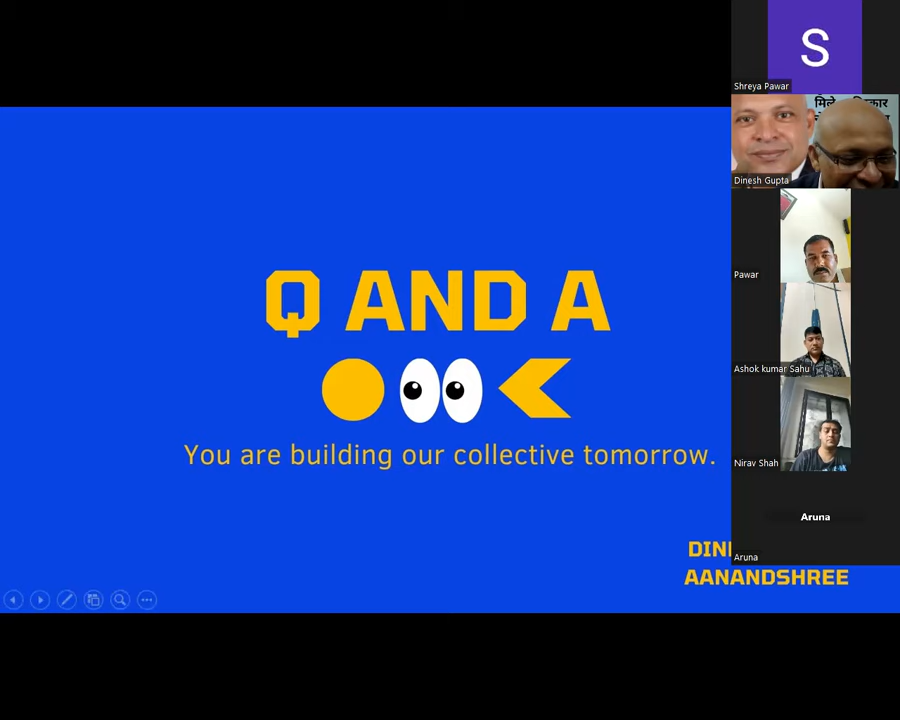 Q AND A
You are building our collective tomorrow.
AANANDSHREE
S
Shreya Pawar
Dinesh Gupta
Pawar
Ashok kumar Sahu
Nirav Shah
Aruna
Aruna